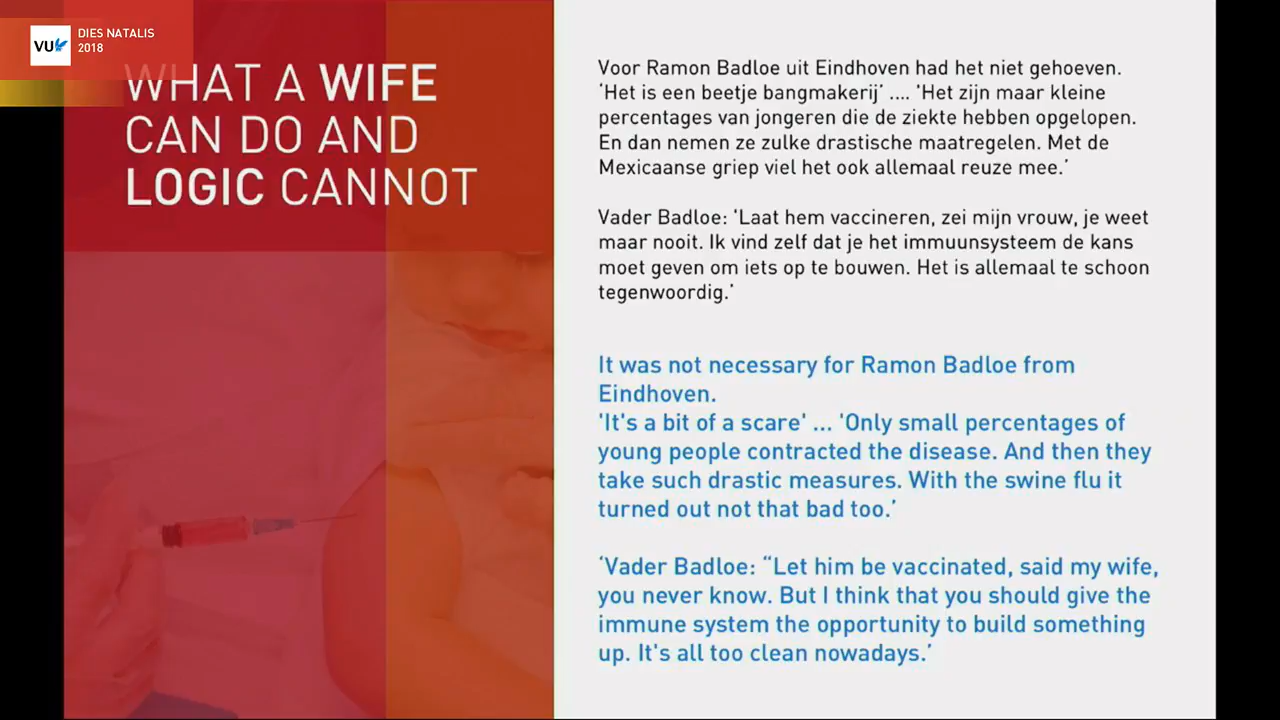 VU
DIES NATALIS
2018
WHAT A WIFE
CAN DO AND
LOGIC CANNOT
Voor Ramon Badloe uit Eindhoven had het niet gehoeven.
‘Het is een beetje bangmakerij’ .... 'Het zijn maar kleine
percentages van jongeren die de ziekte hebben opgelopen.
En dan nemen ze zulke drastische maatregelen. Met de
Mexicaanse griep viel het ook allemaal reuze mee.’
Vader Badloe: 'Laat hem vaccineren, zei mijn vrouw, je weet
maar nooit. Ik vind zelf dat je het immuunsysteem de kans
moet geven om iets op te bouwen. Het is allemaal te schoon
tegenwoordig.’
It was not necessary for Ramon Badloe from
Eindhoven.
'It's a bit of a scare' ... 'Only small percentages of
young people contracted the disease. And then they
take such drastic measures. With the swine flu it
turned out not that bad too.’
‘Vader Badloe: “Let him be vaccinated, said my wife,
you never know. But I think that you should give the
immune system the opportunity to build something
up. It's all too clean nowadays.’